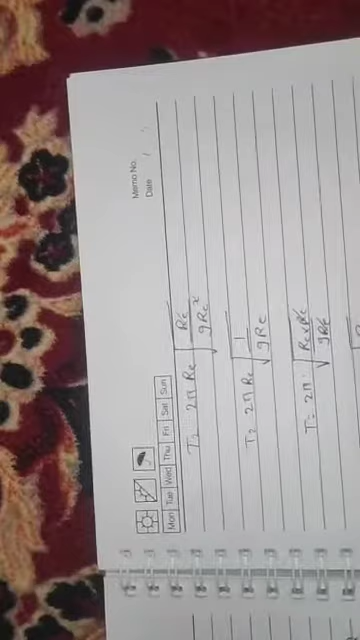 Memo No.
Date / /
Mon Tue Wed Thu Fri Sat Sun
T = 2π Re √(Re / gRe²)
T = 2π Re √(1 / gRe)
T = 2π √(Re × Re / gRe)